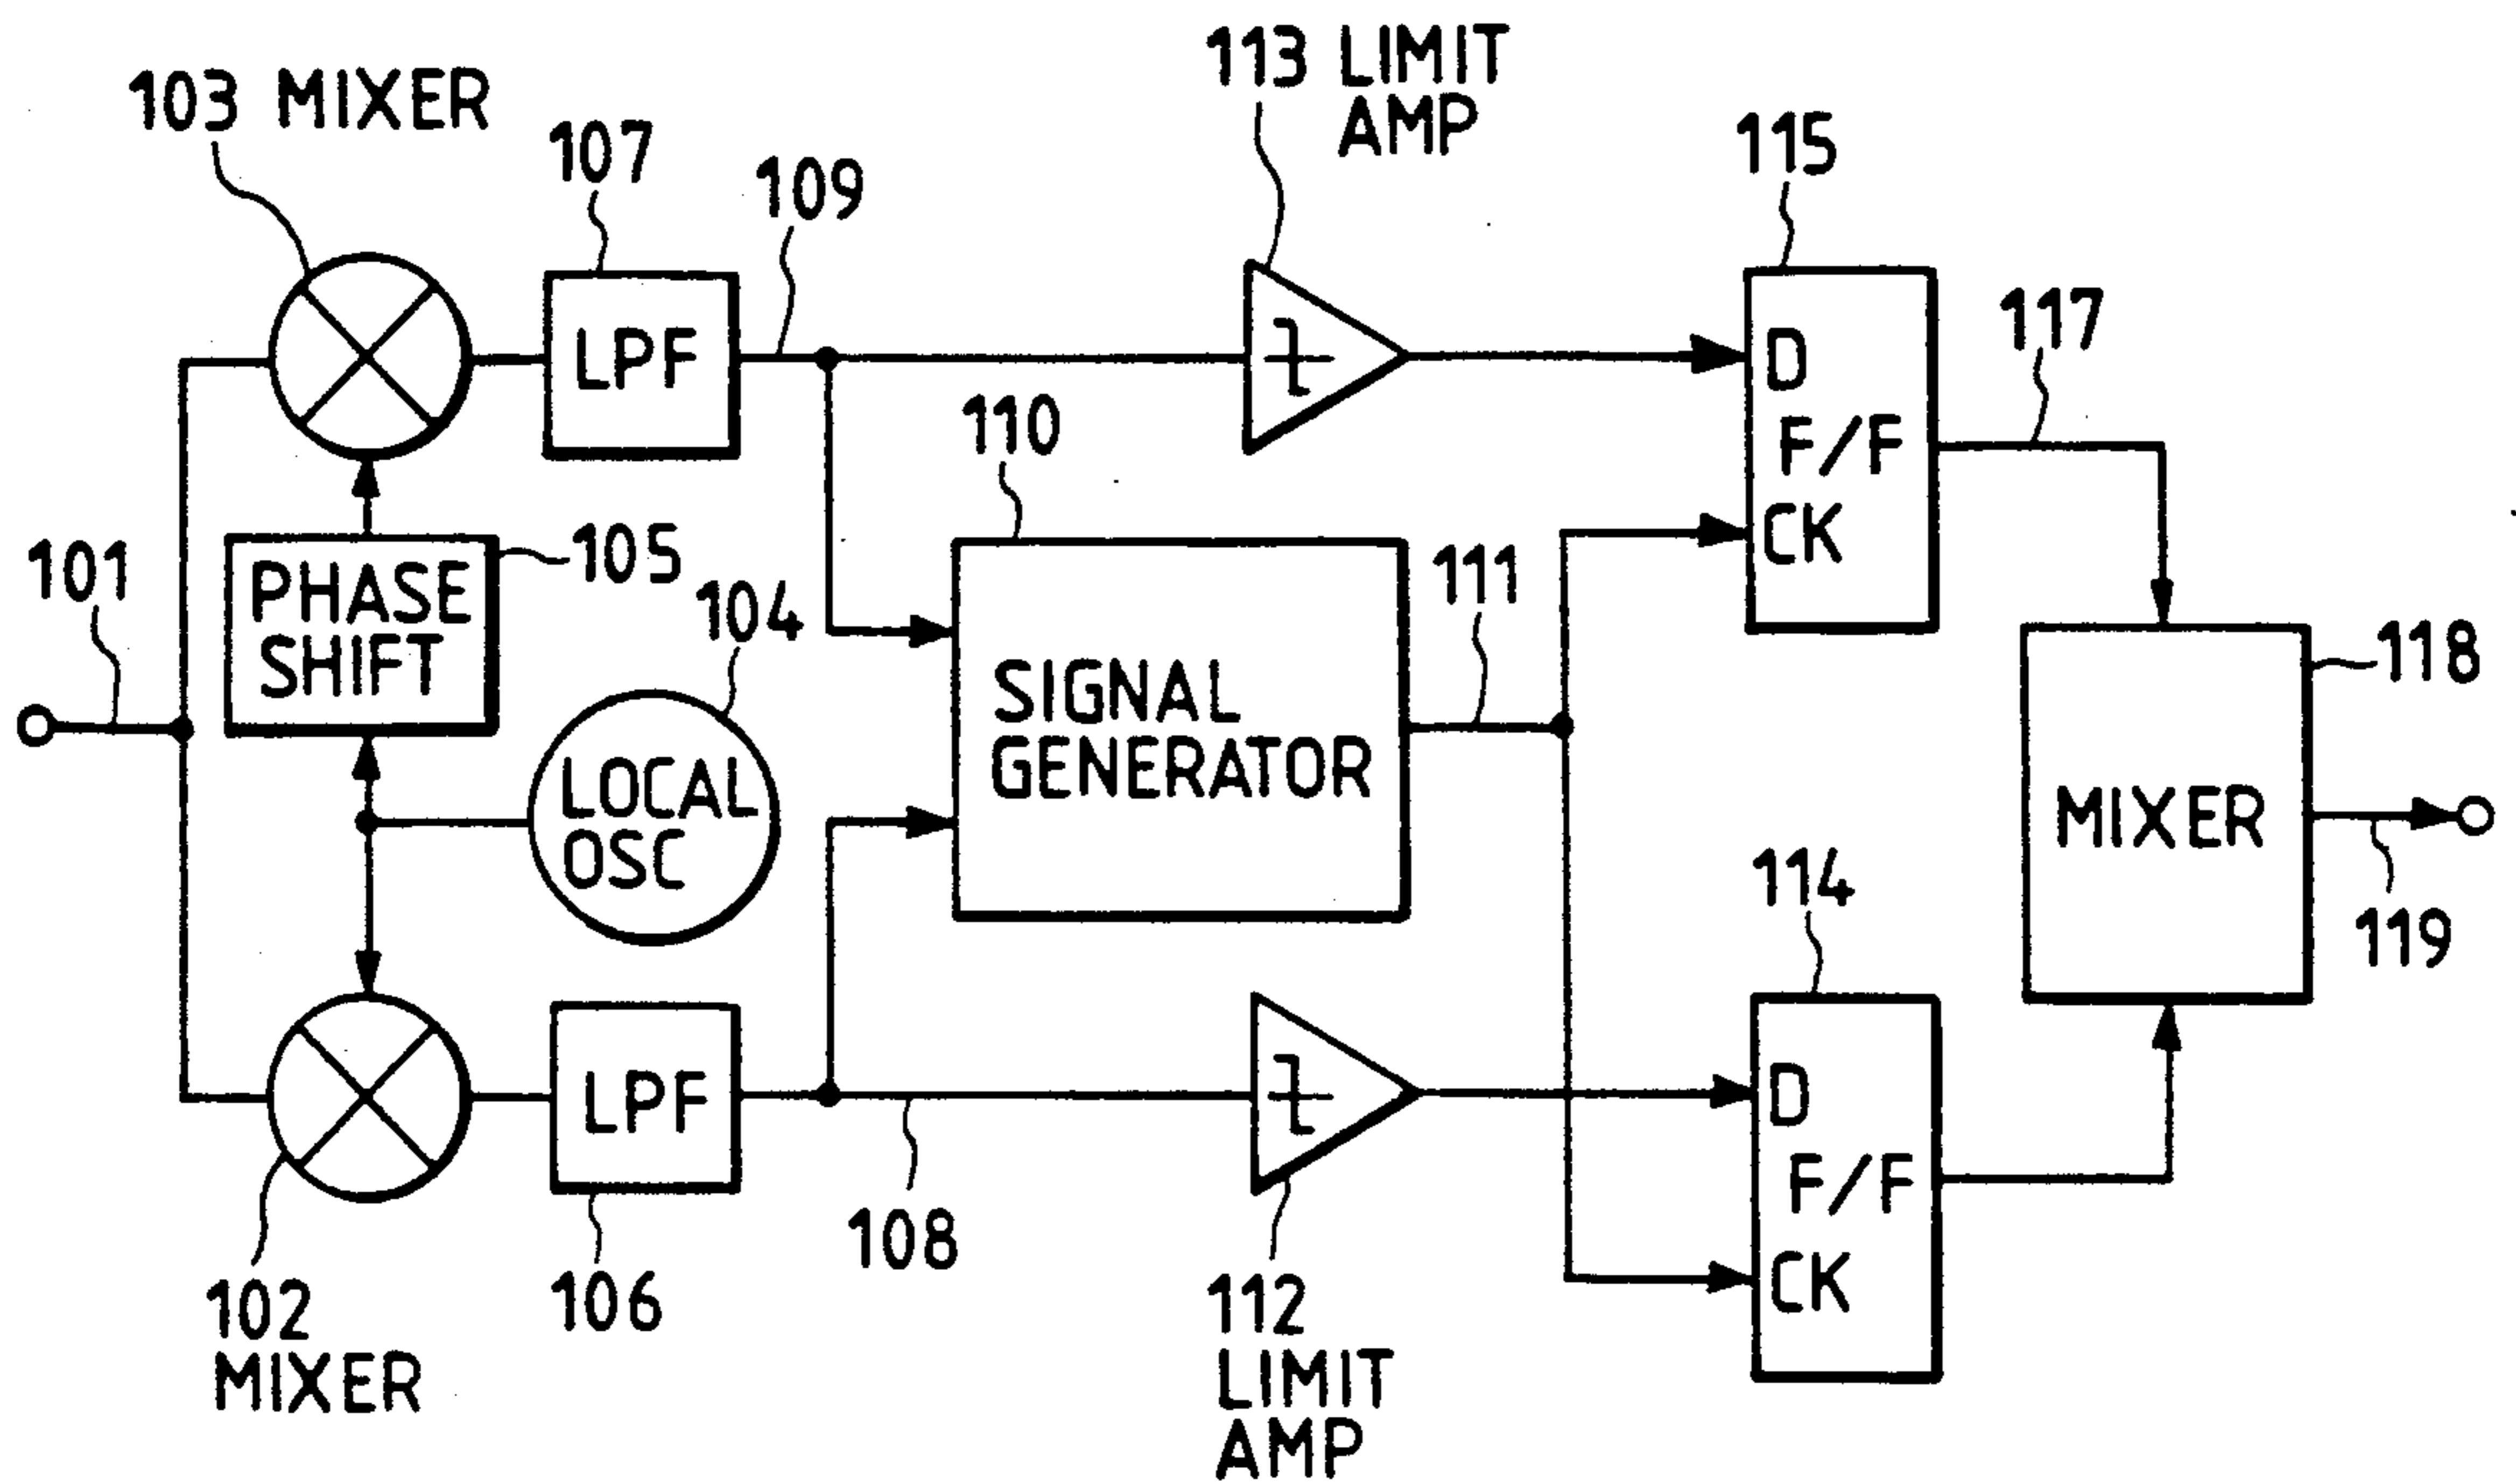 103 MIXER
107
109
113 LIMIT
AMP
115
117
LPF
D
F/F
CK
110
101
PHASE
SHIFT
105
104
111
118
SIGNAL
GENERATOR
LOCAL
OSC
MIXER
114
119
LPF
D
F/F
CK
108
102
MIXER
106
112
LIMIT
AMP